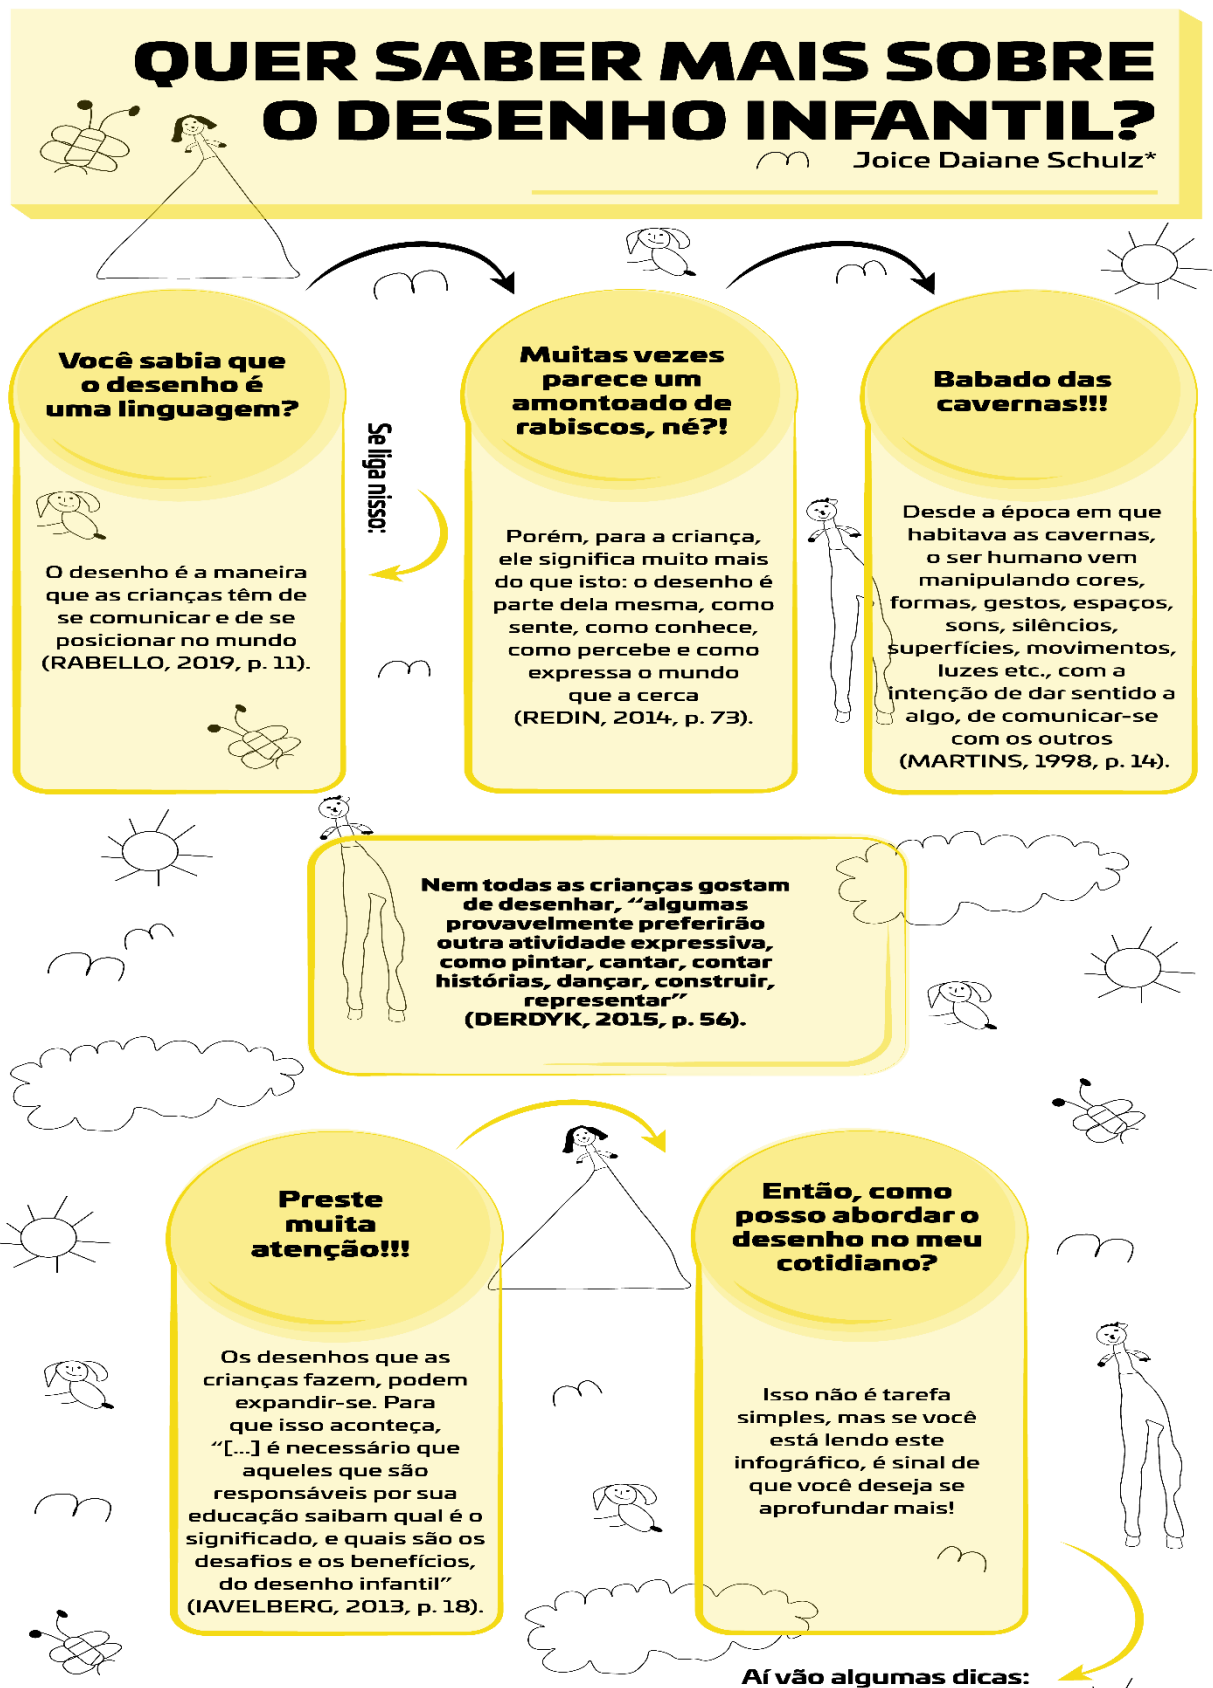 QUER SABER MAIS SOBRE
O DESENHO INFANTIL?
Joice Daiane Schulz*
Você sabia que
o desenho é
uma linguagem?
Se liga nisso:
O desenho é a maneira
que as crianças têm de
se comunicar e de se
posicionar no mundo
(RABELLO, 2019, p. 11).
Muitas vezes
parece um
amontoado de
rabiscos, né?!
Porém, para a criança,
ele significa muito mais
do que isto: o desenho é
parte dela mesma, como
sente, como conhece,
como percebe e como
expressa o mundo
que a cerca
(REDIN, 2014, p. 73).
Babado das
cavernas!!!
Desde a época em que
habitava as cavernas,
o ser humano vem
manipulando cores,
formas, gestos, espaços,
sons, silêncios,
superfícies, movimentos,
luzes etc., com a
intenção de dar sentido a
algo, de comunicar-se
com os outros
(MARTINS, 1998, p. 14).
Nem todas as crianças gostam
de desenhar, “algumas
provavelmente preferirão
outra atividade expressiva,
como pintar, cantar, contar
histórias, dançar, construir,
representar”
(DERDYK, 2015, p. 56).
Preste
muita
atenção!!!
Os desenhos que as
crianças fazem, podem
expandir-se. Para
que isso aconteça,
“[...] é necessário que
aqueles que são
responsáveis por sua
educação saibam qual é o
significado, e quais são os
desafios e os benefícios,
do desenho infantil”
(IAVELBERG, 2013, p. 18).
Então, como
posso abordar o
desenho no meu
cotidiano?
Isso não é tarefa
simples, mas se você
está lendo este
infográfico, é sinal de
que você deseja se
aprofundar mais!
Aí vão algumas dicas: